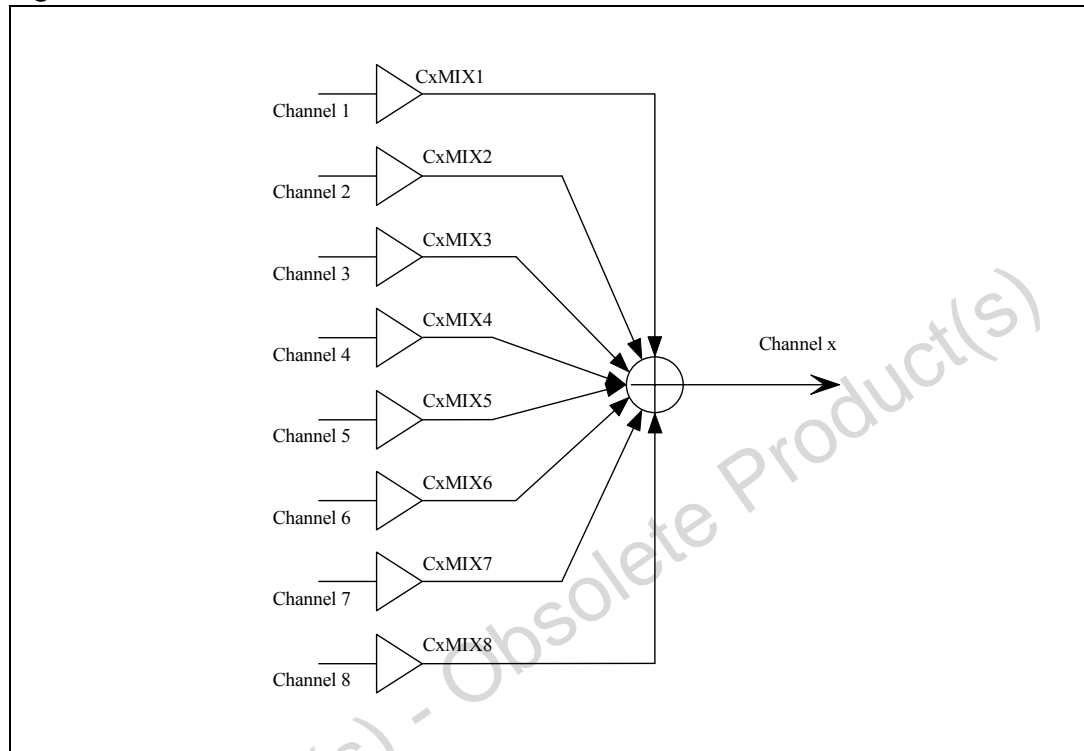 CxMIX1
Channel 1
CxMIX2
Channel 2
CxMIX3
Channel 3
CxMIX4
Channel 4
CxMIX5
Channel 5
CxMIX6
Channel 6
CxMIX7
Channel 7
CxMIX8
Channel 8
Channel x
(s) - Obsolete Product(s)